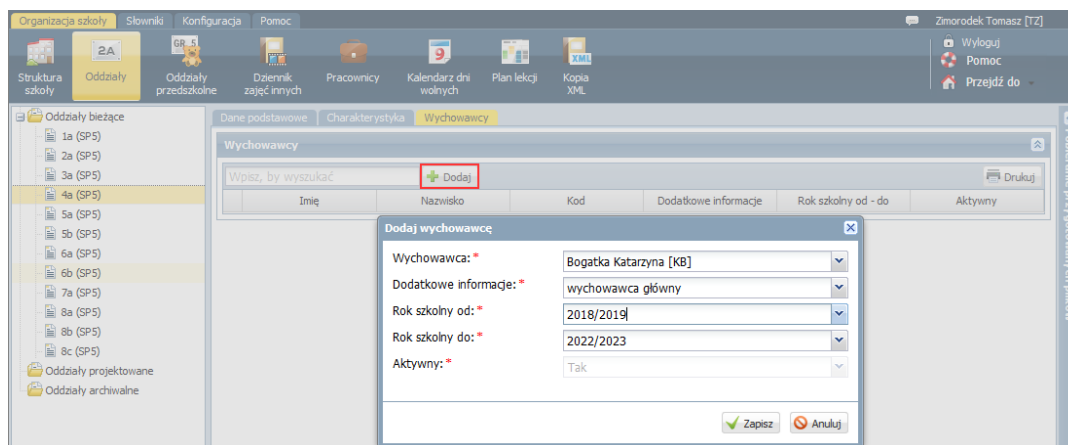 Organizacja szkoły Słowniki Konfiguracja Pomoc Zimorodek Tomasz [TZ]
2A GR_5 9 XML
Struktura szkoły
Oddziały
Oddziały przedszkolne
Dziennik zajęć innych
Pracownicy
Kalendarz dni wolnych
Plan lekcji
Kopia XML
Wyloguj
Pomoc
Przejdź do
Oddziały bieżące
1a (SP5)
2a (SP5)
3a (SP5)
4a (SP5)
5a (SP5)
5b (SP5)
6a (SP5)
6b (SP5)
7a (SP5)
8a (SP5)
8b (SP5)
8c (SP5)
Oddziały projektowane
Oddziały archiwalne
Dane podstawowe Charakterystyka Wychowawcy
Wychowawcy
Wpisz, by wyszukać Dodaj Drukuj
Imię Nazwisko Kod Dodatkowe informacje Rok szkolny od - do Aktywny
Dodaj wychowawcę
Wychowawca: * Bogatka Katarzyna [KB]
Dodatkowe informacje: * wychowawca główny
Rok szkolny od: * 2018/2019
Rok szkolny do: * 2022/2023
Aktywny: * Tak
Zapisz Anuluj